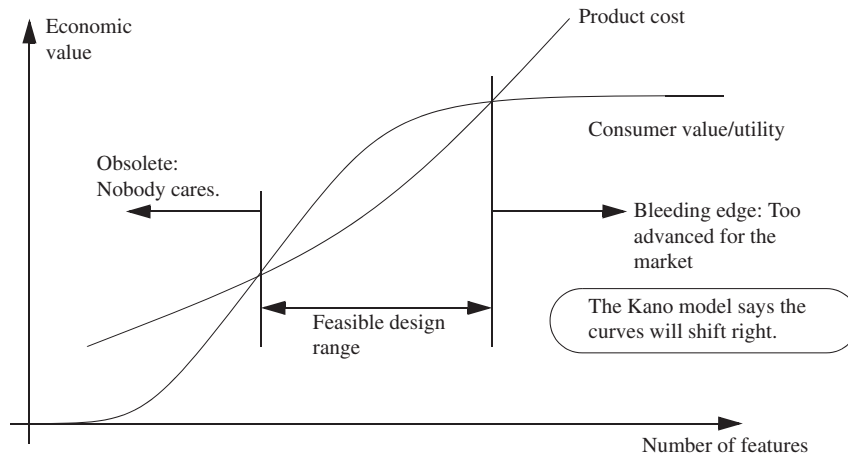 Economic
value
Product cost
Consumer value/utility
Obsolete:
Nobody cares.
Bleeding edge: Too
advanced for the
market
Feasible design
range
The Kano model says the
curves will shift right.
Number of features